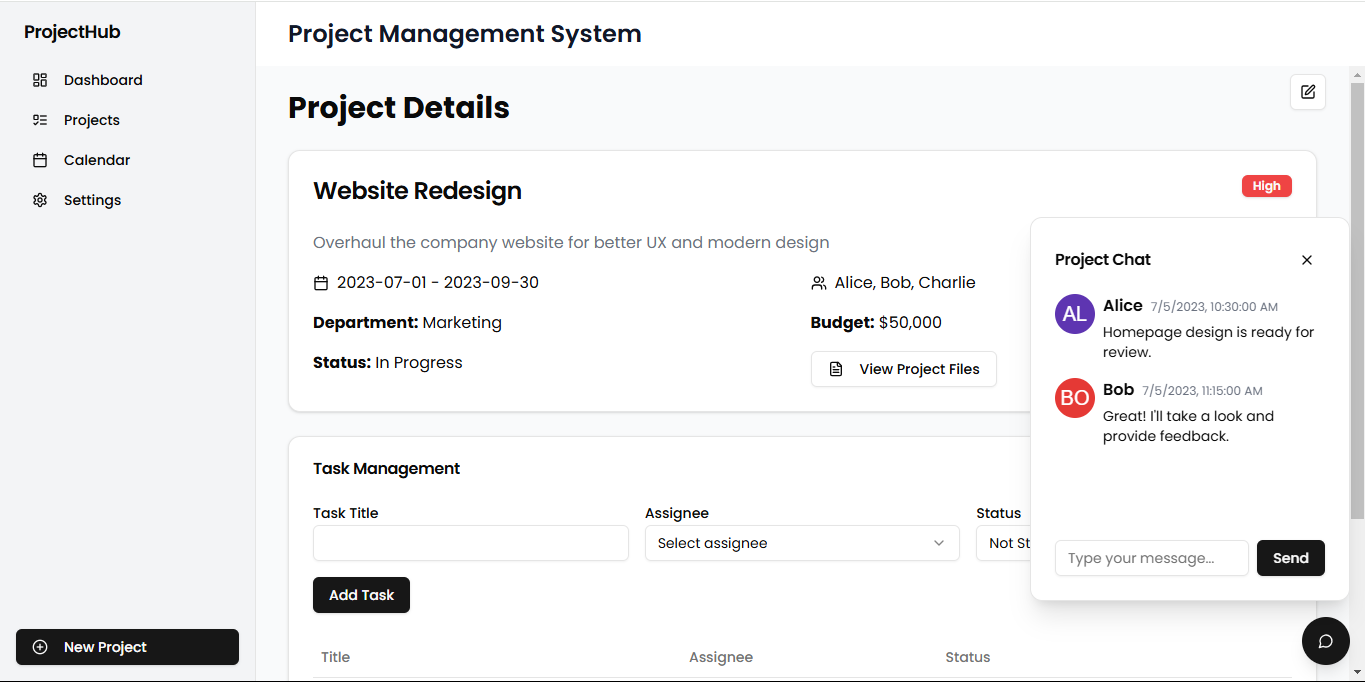 ProjectHub
Dashboard
Projects
Calendar
Settings
New Project
Project Management System
Project Details
Website Redesign
High
Overhaul the company website for better UX and modern design
2023-07-01 - 2023-09-30
Alice, Bob, Charlie
Department: Marketing
Budget: $50,000
Status: In Progress
View Project Files
Task Management
Task Title
Assignee
Status
Select assignee
Not St
Add Task
Title
Assignee
Status
Project Chat
AL
Alice 7/5/2023, 10:30:00 AM
Homepage design is ready for
review.
BO
Bob 7/5/2023, 11:15:00 AM
Great! I'll take a look and
provide feedback.
Type your message...
Send